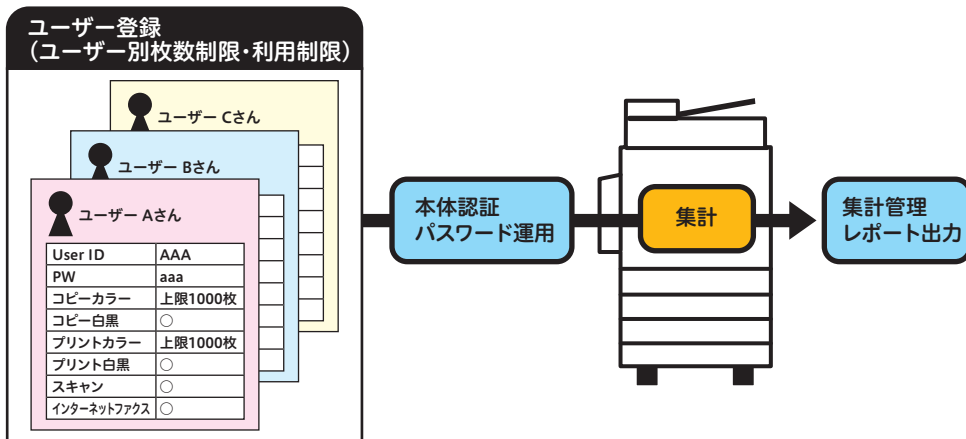 ユーザー登録
（ユーザー別枚数制限・利用制限）
ユーザー Cさん
ユーザー Bさん
ユーザー Aさん
User ID AAA
PW aaa
コピーカラー 上限1000枚
コピー白黒 ○
プリントカラー 上限1000枚
プリント白黒 ○
スキャン ○
インターネットファクス ○
本体認証
パスワード運用
集計
集計管理
レポート出力